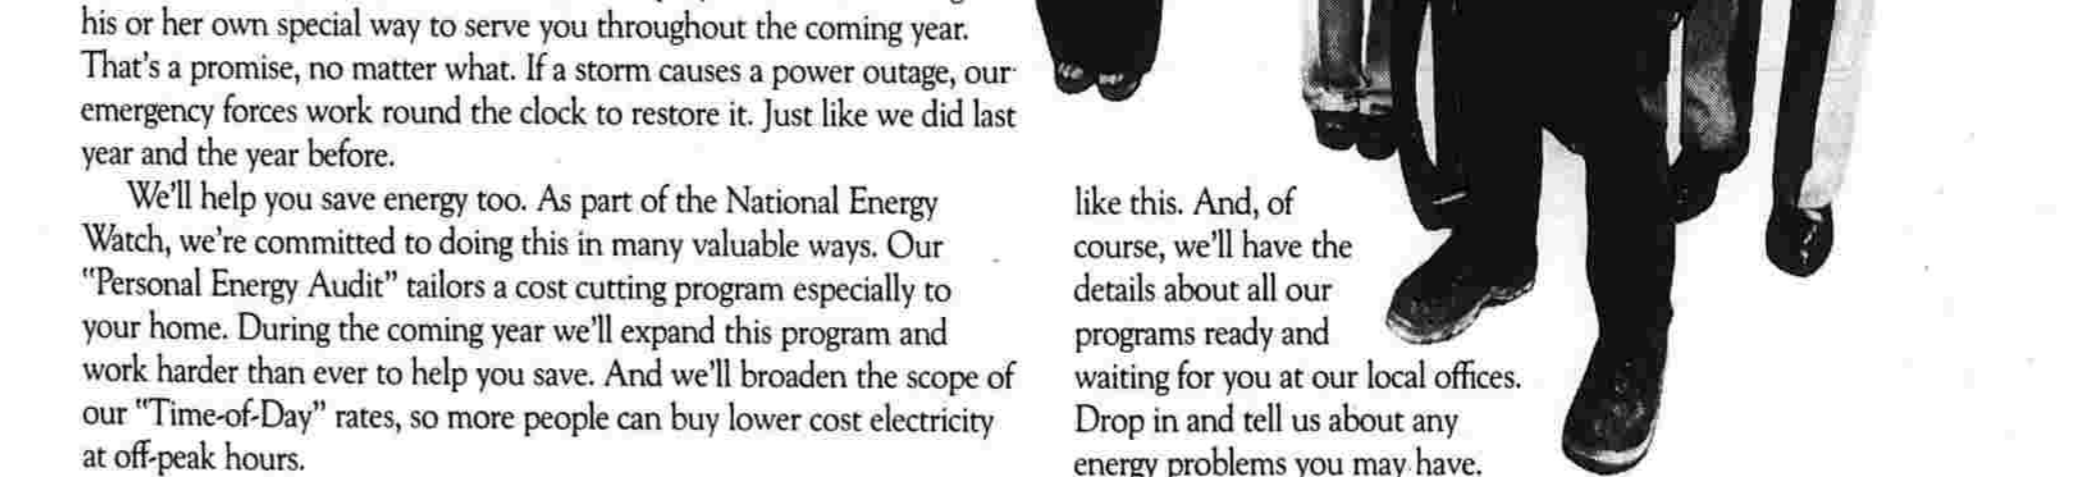 his or her own special way to serve you throughout the coming year.
That's a promise, no matter what. If a storm causes a power outage, our
emergency forces work round the clock to restore it. Just like we did last
year and the year before.
We'll help you save energy too. As part of the National Energy
Watch, we're committed to doing this in many valuable ways. Our
"Personal Energy Audit" tailors a cost cutting program especially to
your home. During the coming year we'll expand this program and
work harder than ever to help you save. And we'll broaden the scope of
our "Time-of-Day" rates, so more people can buy lower cost electricity
at off-peak hours.
like this. And, of
course, we'll have the
details about all our
programs ready and
waiting for you at our local offices.
Drop in and tell us about any
energy problems you may have.